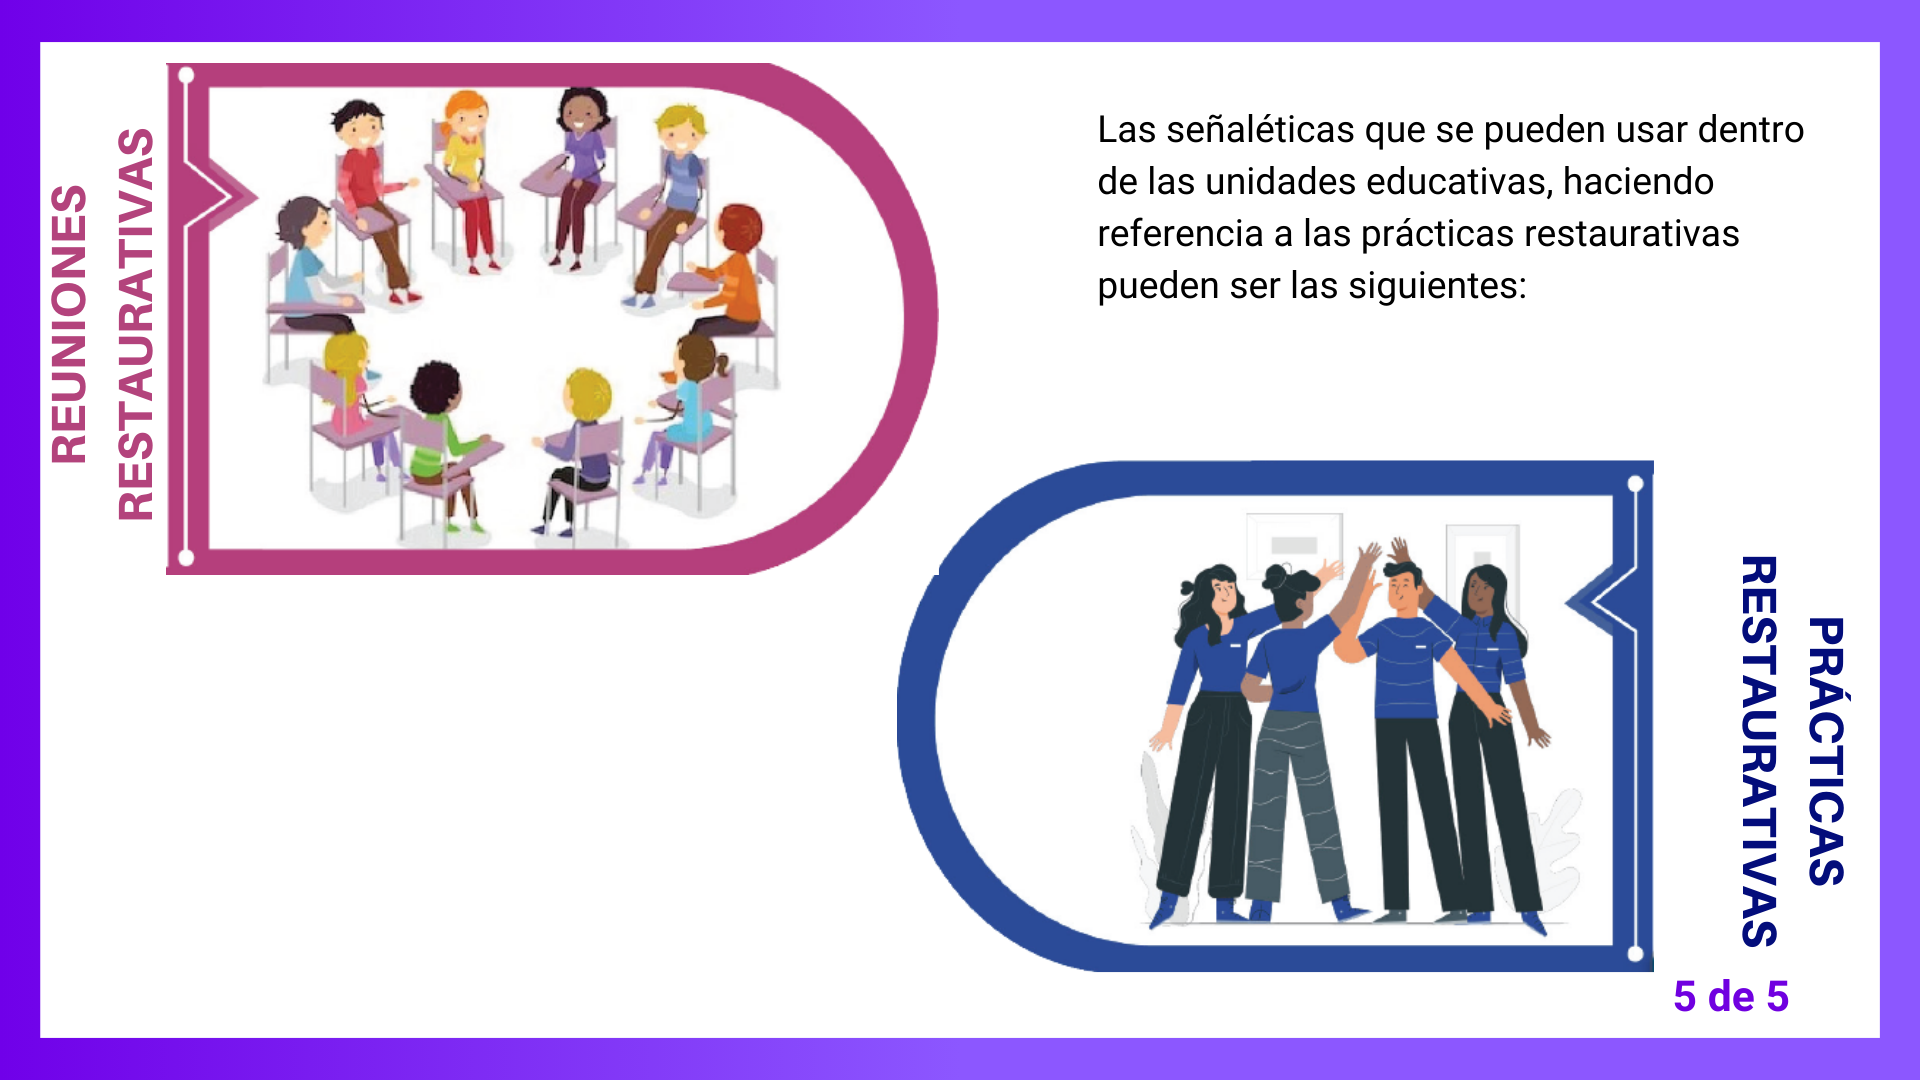 REUNIONES
RESTAURATIVAS
Las señaléticas que se pueden usar dentro
de las unidades educativas, haciendo
referencia a las prácticas restaurativas
pueden ser las siguientes:
PRÁCTICAS
RESTAURATIVAS
5 de 5